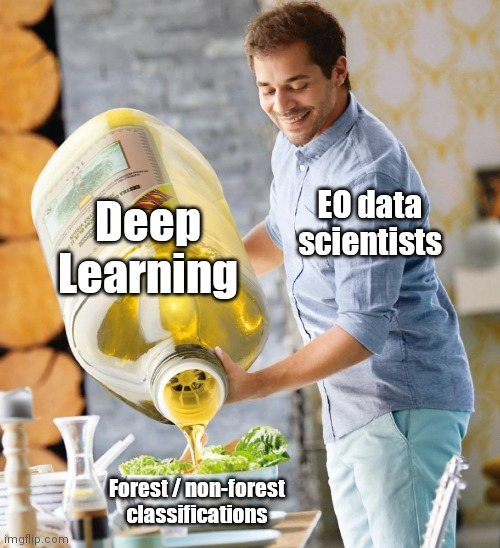 Deep
Learning
EO data
scientists
Forest / non-forest
classifications
imgflip.com